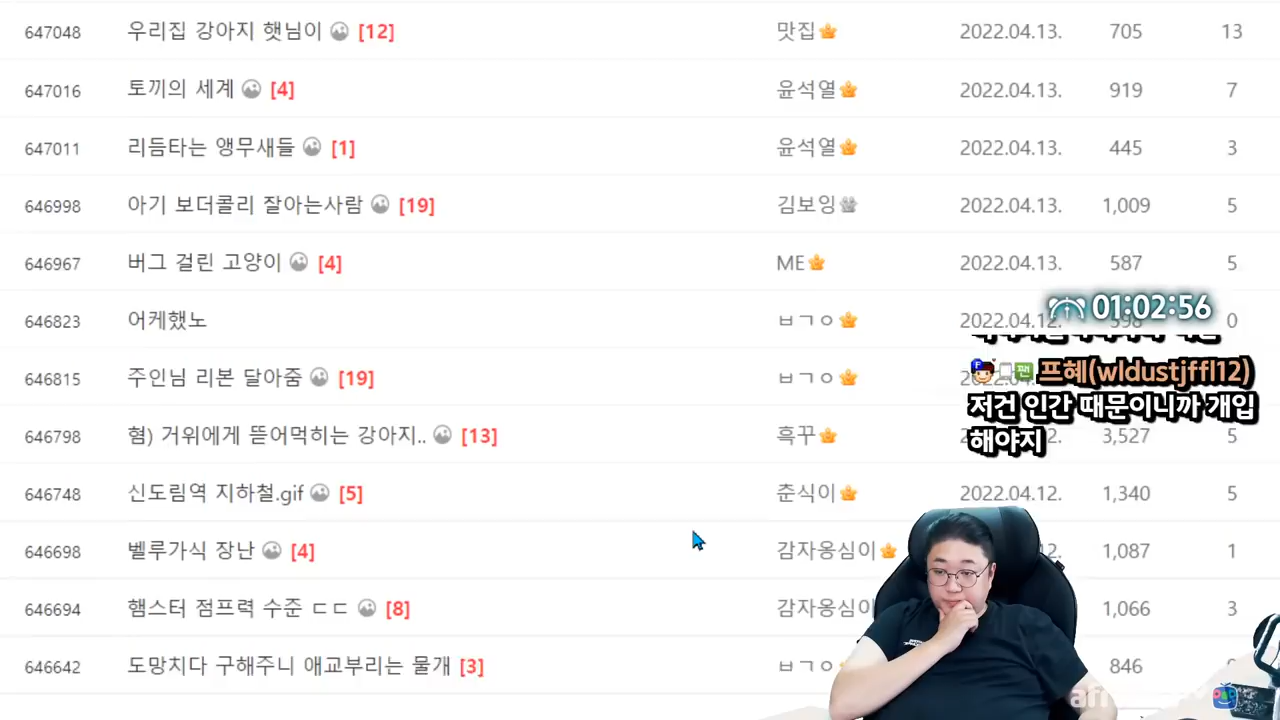 647048 우리집 강아지 햇님이 [12] 맛집 2022.04.13. 705 13
647016 토끼의 세계 [4] 윤석열 2022.04.13. 919 7
647011 리듬타는 앵무새들 [1] 윤석열 2022.04.13. 445 3
646998 아기 보더콜리 잘아는사람 [19] 김보잉 2022.04.13. 1,009 5
646967 버그 걸린 고양이 [4] ME 2022.04.13. 587 5
01:02:56
646823 어케했노 ㅂㄱㅇ 2022.04.12. 598 0
646815 주인님 리본 달아줌 [19] ㅂㄱㅇ
프헤(wldustjffl12)
저건 인간 때문이니까 개입
해야지
646798 혐) 거위에게 뜯어먹히는 강아지.. [13] 흑꾸 3,527 5
646748 신도림역 지하철.gif [5] 춘식이 2022.04.12. 1,340 5
646698 벨루가식 장난 [4] 감자옹심이 1,087 1
646694 햄스터 점프력 수준 ㄷㄷ [8] 감자옹심이 1,066 3
646642 도망치다 구해주니 애교부리는 물개 [3] ㅂㄱㅇ 846